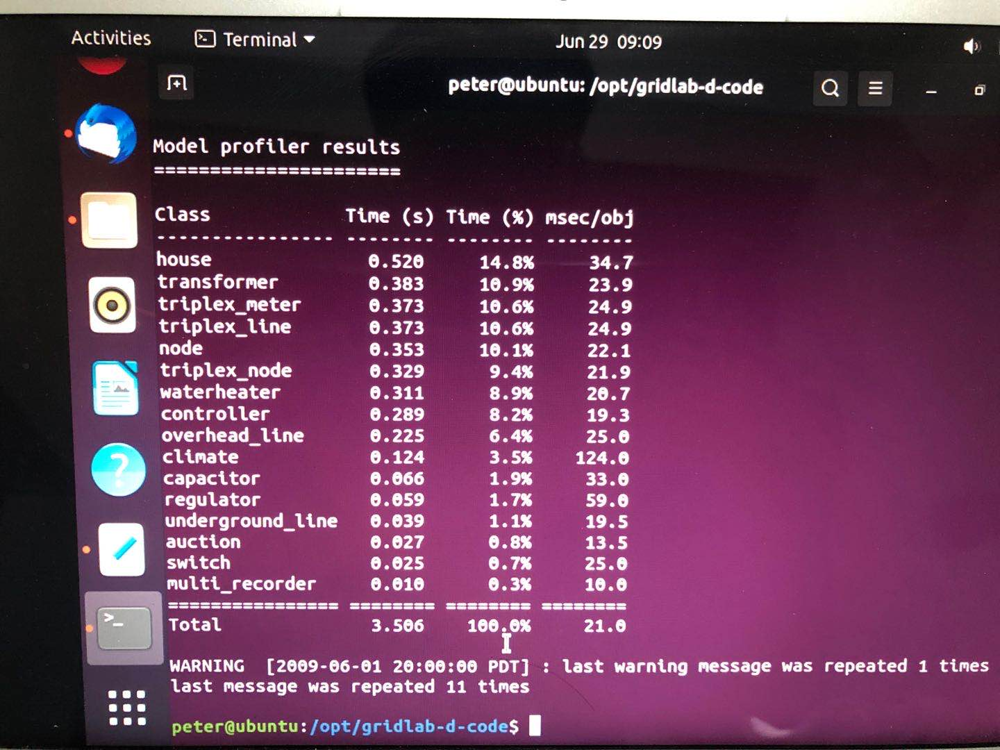 Activities Terminal Jun 29 09:09
peter@ubuntu: /opt/gridlab-d-code
Model profiler results
======================
Class Time (s) Time (%) msec/obj
---------------- -------- -------- --------
house 0.520 14.8% 34.7
transformer 0.383 10.9% 23.9
triplex_meter 0.373 10.6% 24.9
triplex_line 0.373 10.6% 24.9
node 0.353 10.1% 22.1
triplex_node 0.329 9.4% 21.9
waterheater 0.311 8.9% 20.7
controller 0.289 8.2% 19.3
overhead_line 0.225 6.4% 25.0
climate 0.124 3.5% 124.0
capacitor 0.066 1.9% 33.0
regulator 0.059 1.7% 59.0
underground_line 0.039 1.1% 19.5
auction 0.027 0.8% 13.5
switch 0.025 0.7% 25.0
multi_recorder 0.010 0.3% 10.0
================ ======== ======== ========
Total 3.506 100.0% 21.0
WARNING [2009-06-01 20:00:00 PDT] : last warning message was repeated 1 times
last message was repeated 11 times
peter@ubuntu:/opt/gridlab-d-code$